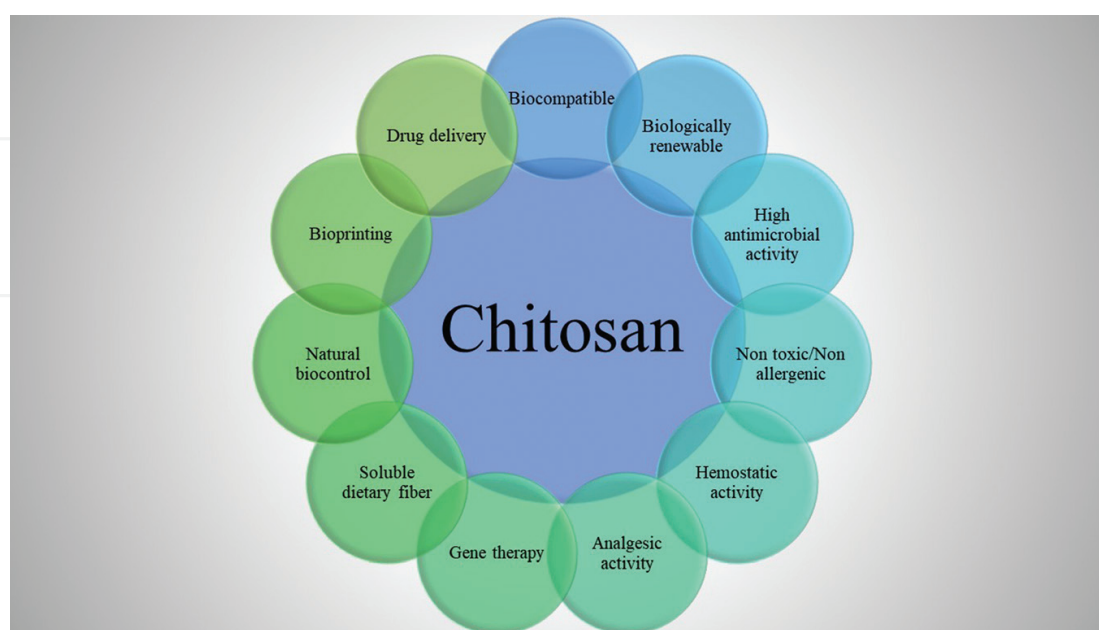 Chitosan
Biocompatible
Biologically
renewable
High
antimicrobial
activity
Non toxic/Non
allergenic
Hemostatic
activity
Analgesic
activity
Gene therapy
Soluble
dietary fiber
Natural
biocontrol
Bioprinting
Drug delivery